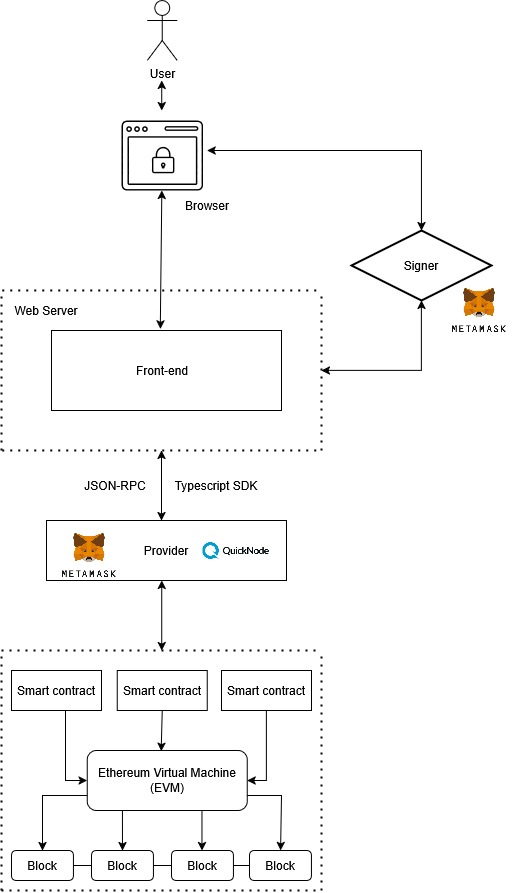 User
Browser
Signer
METAMASK
Web Server
Front-end
JSON-RPC
Typescript SDK
Provider
QuickNode
METAMASK
Smart contract
Smart contract
Smart contract
Ethereum Virtual Machine
(EVM)
Block
Block
Block
Block